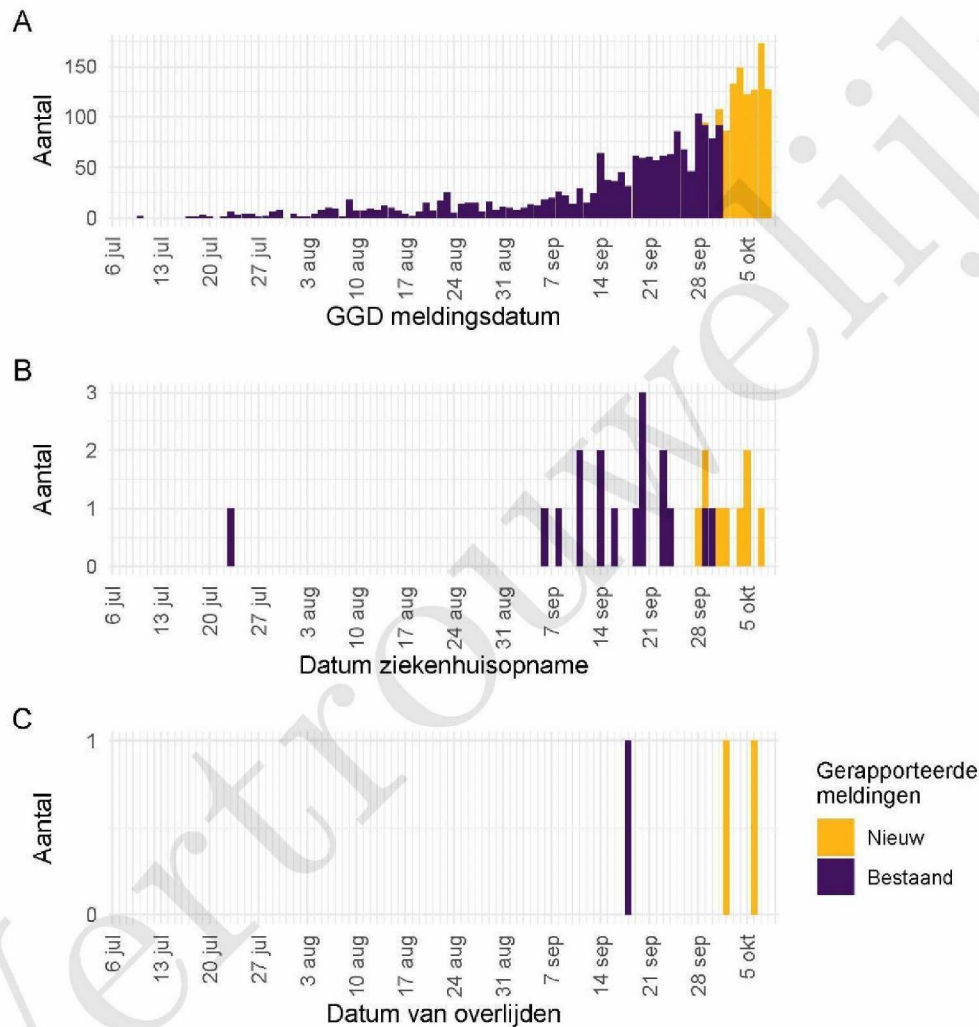 A
Aantal
150
100
50
0
6 jul
13 jul
20 jul
27 jul
3 aug
10 aug
17 aug
24 aug
31 aug
7 sep
14 sep
21 sep
28 sep
5 okt
GGD meldingsdatum
B
Aantal
3
2
1
0
6 jul
13 jul
20 jul
27 jul
3 aug
10 aug
17 aug
24 aug
31 aug
7 sep
14 sep
21 sep
28 sep
5 okt
Datum ziekenhuisopname
C
Aantal
1
0
6 jul
13 jul
20 jul
27 jul
3 aug
10 aug
17 aug
24 aug
31 aug
7 sep
14 sep
21 sep
28 sep
5 okt
Datum van overlijden
Gerapporteerde
meldingen
Nieuw
Bestaand